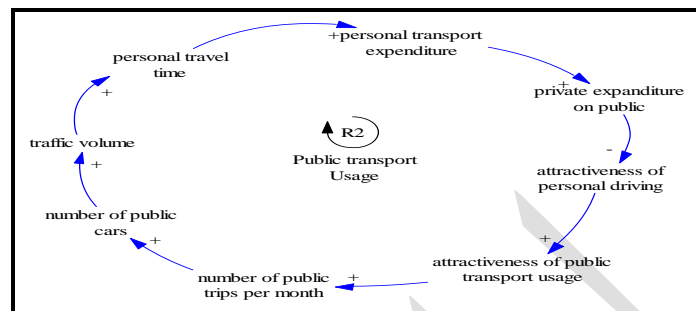 +personal transport
expenditure
personal travel
time
+
+
private expanditure
on public
R2
Public transport
Usage
traffic volume
-
+
attractiveness of
personal driving
number of public
cars
+
+
attractiveness of public
transport usage
number of public
trips per month
+